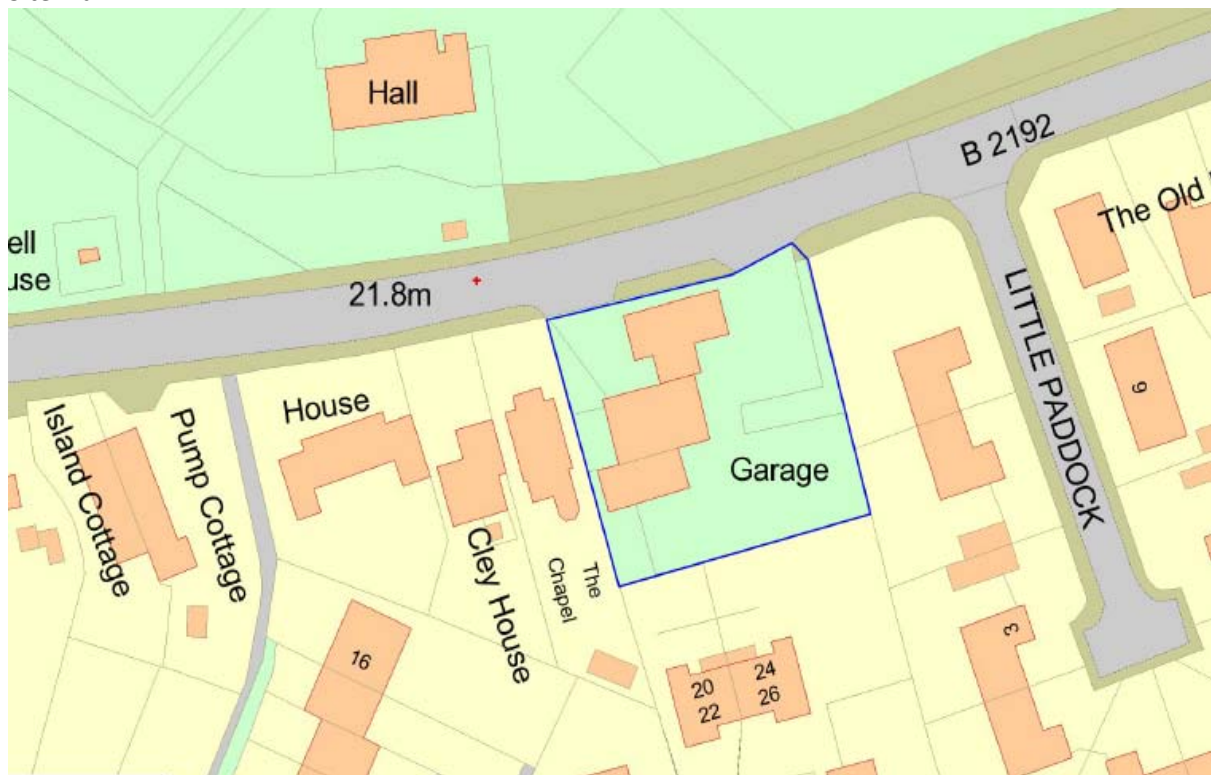 Hall
B 2192
The Old
ell
use
21.8m
LITTLE PADDOCK
House
Island Cottage
Pump Cottage
Cley House
The
Chapel
Garage
9
16
3
20
24
22
26